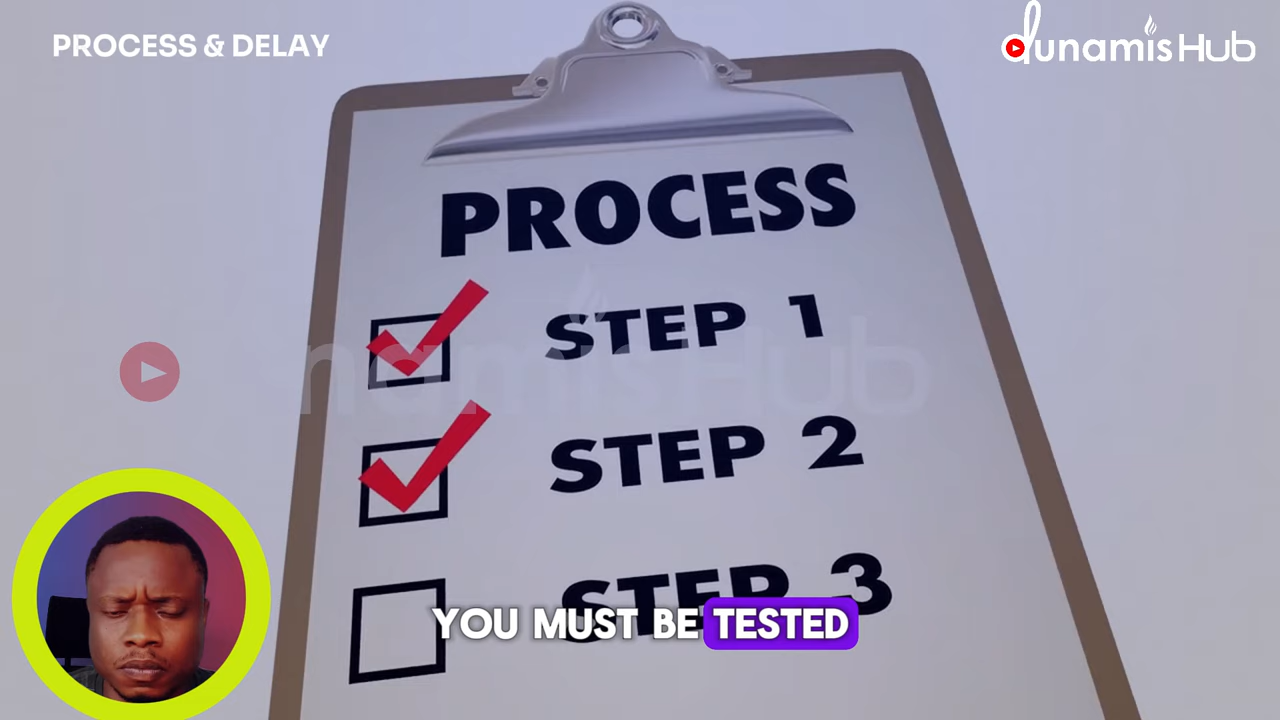 PROCESS & DELAY
dunamis Hub
PROCESS
STEP 1
STEP 2
STEP 3
YOU MUST BE TESTED